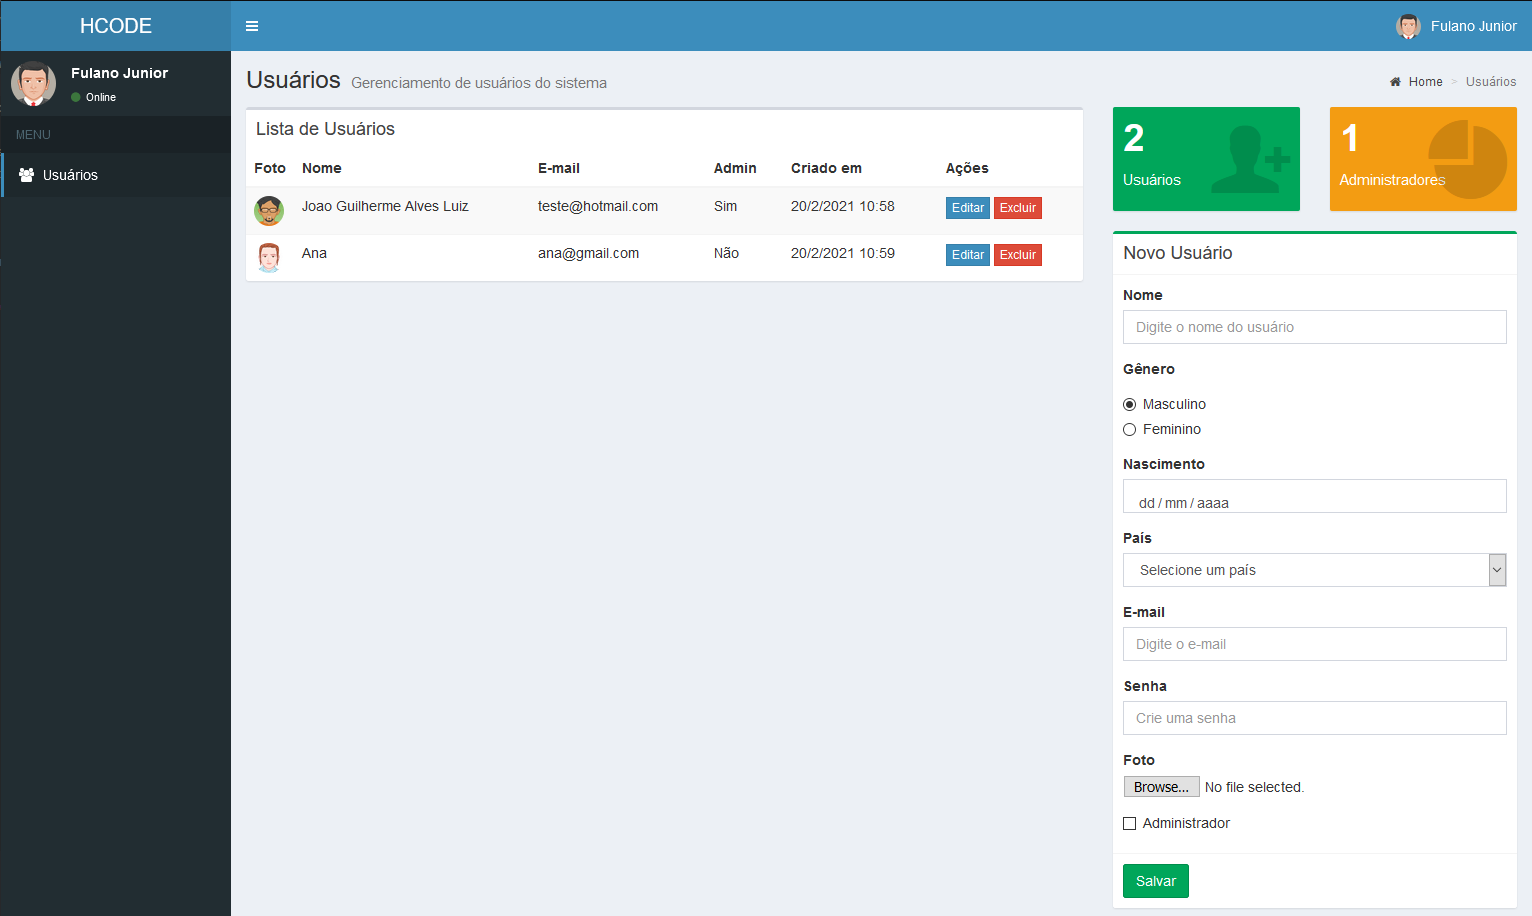 HCODE
Fulano Junior
Fulano Junior
Online
MENU
Usuários
Usuários Gerenciamento de usuários do sistema
Home > Usuários
Lista de Usuários
Foto Nome E-mail Admin Criado em Ações
Joao Guilherme Alves Luiz teste@hotmail.com Sim 20/2/2021 10:58 Editar Excluir
Ana ana@gmail.com Não 20/2/2021 10:59 Editar Excluir
2
Usuários
1
Administradores
Novo Usuário
Nome
Digite o nome do usuário
Gênero
Masculino
Feminino
Nascimento
dd / mm / aaaa
País
Selecione um país
E-mail
Digite o e-mail
Senha
Crie uma senha
Foto
Browse... No file selected.
Administrador
Salvar